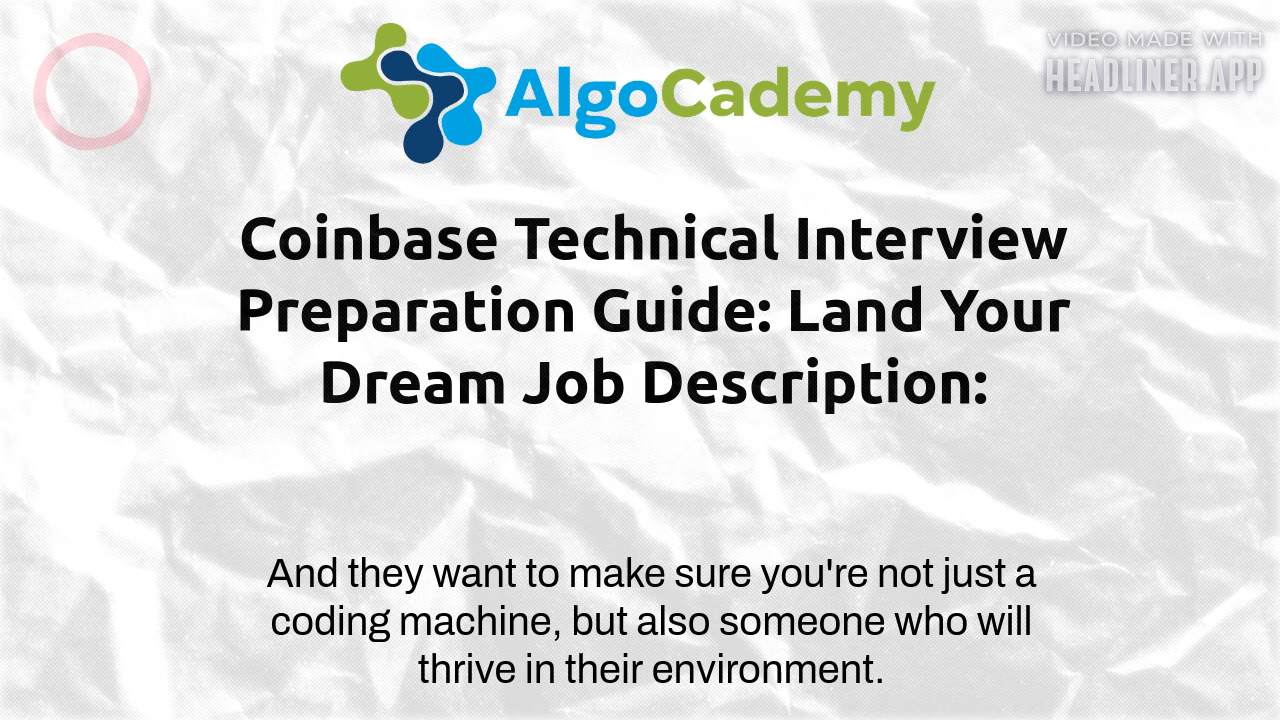 VIDEO MADE WITH
HEADLINER.APP
AlgoCademy
Coinbase Technical Interview
Preparation Guide: Land Your
Dream Job Description:
And they want to make sure you're not just a
coding machine, but also someone who will
thrive in their environment.